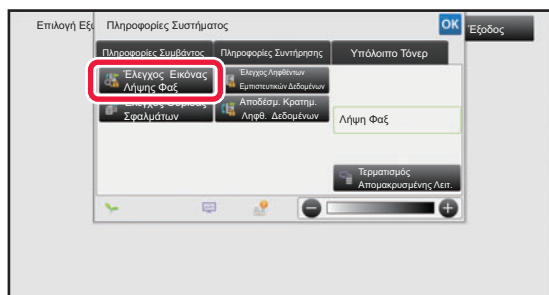 Επιλογή Εξ
Πληροφορίες Συστήματος
OK
Έξοδος
Πληροφορίες Συμβάντος
Πληροφορίες Συντήρησης
Υπόλοιπο Τόνερ
Έλεγχος Εικόνας
Λήψης Φαξ
Έλεγχος Ληφθέντων
Εμπιστευτικών Δεδομένων
Σφαλμάτων
Αποδέσμ. Κρατημ.
Ληφθ. Δεδομένων
Λήψη Φαξ
Τερματισμός
Απομακρυσμένης Λειτ.